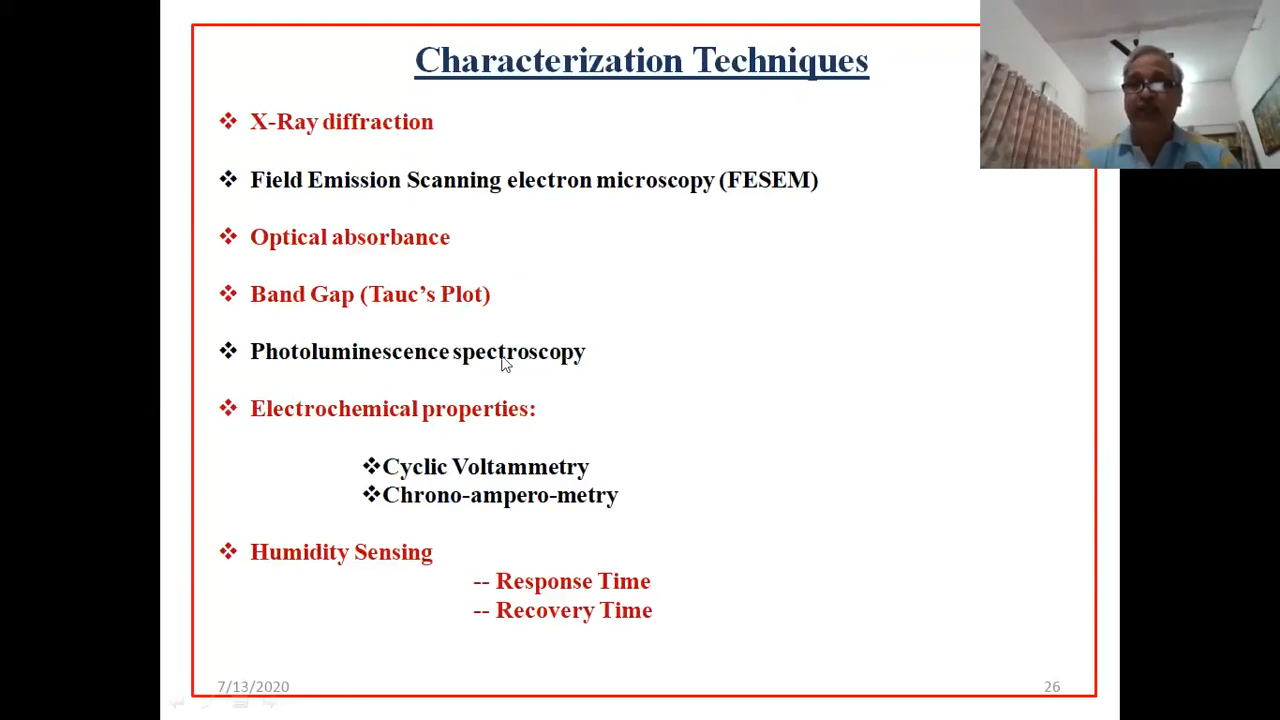 Characterization Techniques
X-Ray diffraction
Field Emission Scanning electron microscopy (FESEM)
Optical absorbance
Band Gap (Tauc’s Plot)
Photoluminescence spectroscopy
Electrochemical properties:
Cyclic Voltammetry
Chrono-ampero-metry
Humidity Sensing
-- Response Time
-- Recovery Time
7/13/2020
26